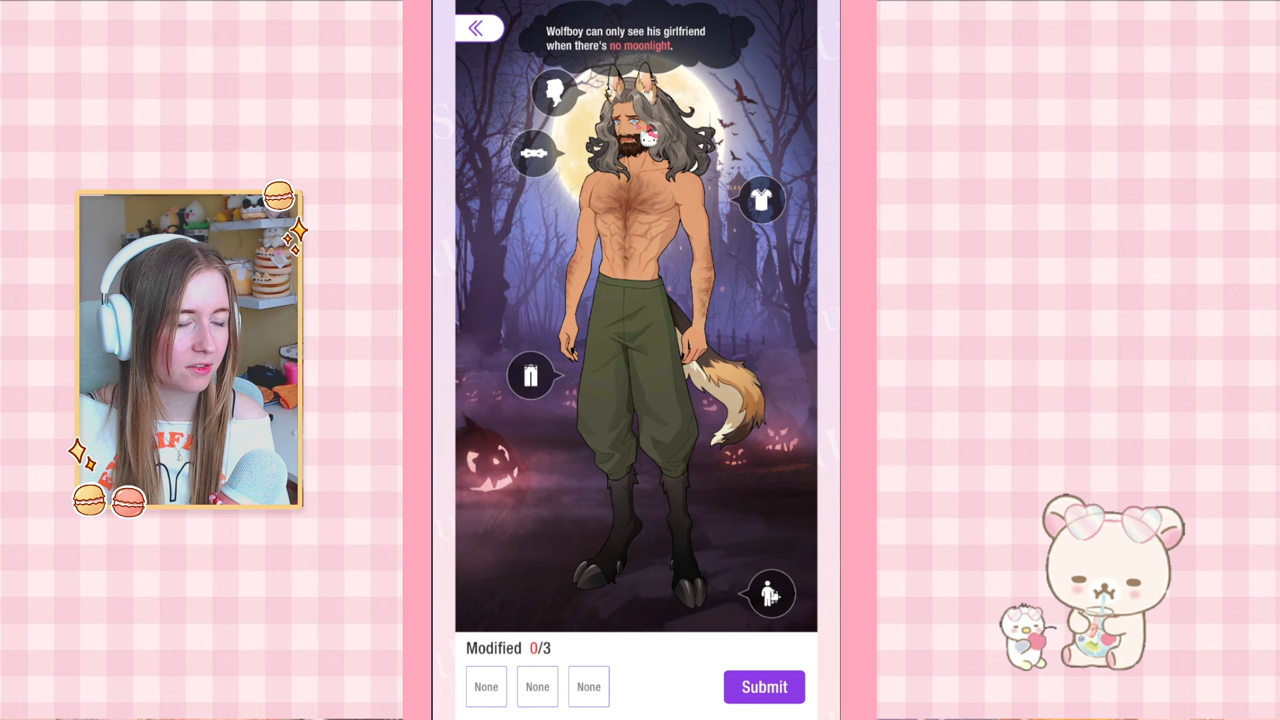 Wolfboy can only see his girlfriend
when there's no moonlight.
Modified 0/3
None
None
None
Submit